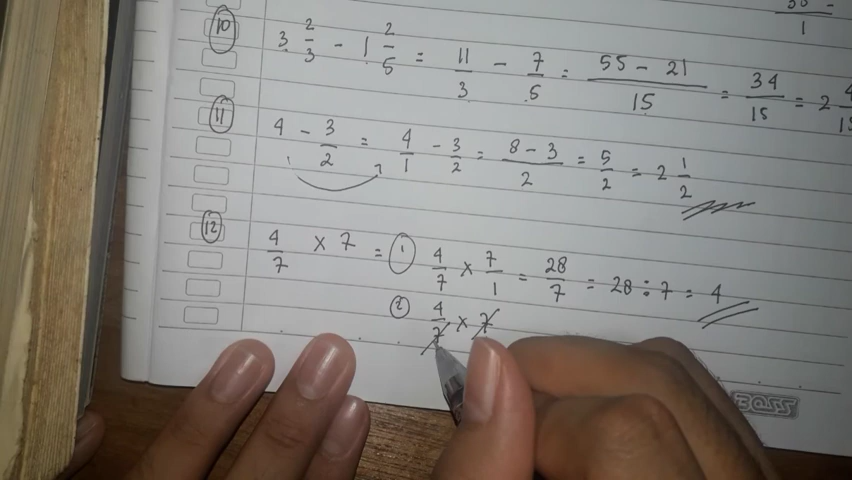 10 3 2/3 - 1 2/5 = 11/3 - 7/5 = 55 - 21/15 = 34/15 = 2 4/15
11 4 - 3/2 = 4/1 - 3/2 = 8 - 3/2 = 5/2 = 2 1/2
12 4/7 × 7 = 1 4/7 × 7/1 = 28/7 = 28 : 7 = 4
2 4/7 × 7
BOSS